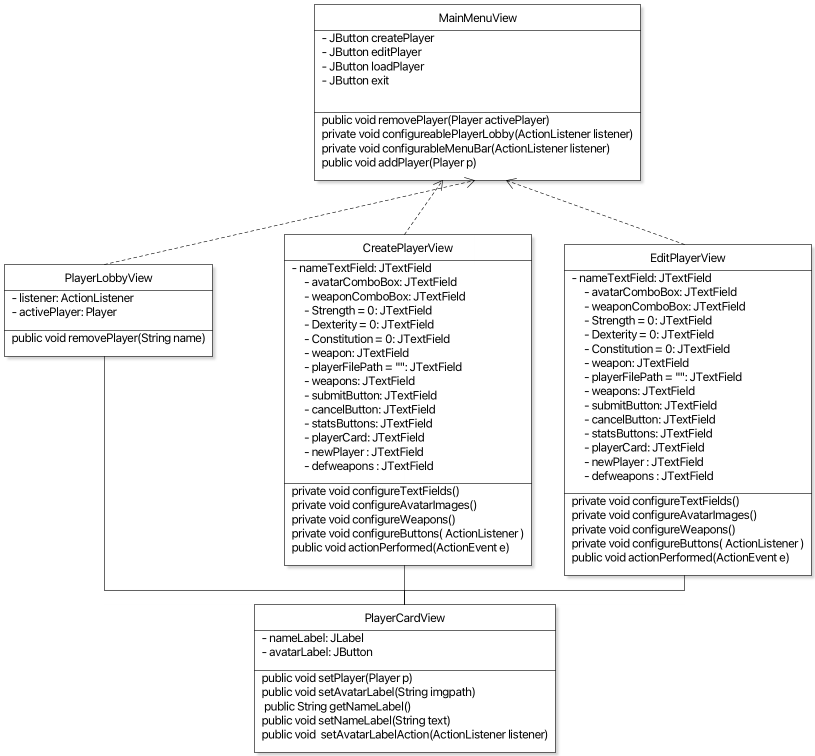 MainMenuView
- JButton createPlayer
- JButton editPlayer
- JButton loadPlayer
- JButton exit
public void removePlayer(Player activePlayer)
private void configureablePlayerLobby(ActionListener listener)
private void configurableMenuBar(ActionListener listener)
public void addPlayer(Player p)
PlayerLobbyView
- listener: ActionListener
- activePlayer: Player
public void removePlayer(String name)
CreatePlayerView
- nameTextField: JTextField
- avatarComboBox: JTextField
- weaponComboBox: JTextField
- Strength = 0: JTextField
- Dexterity = 0: JTextField
- Constitution = 0: JTextField
- weapon: JTextField
- playerFilePath = "": JTextField
- weapons: JTextField
- submitButton: JTextField
- cancelButton: JTextField
- statsButtons: JTextField
- playerCard: JTextField
- newPlayer : JTextField
- defweapons : JTextField
private void configureTextFields()
private void configureAvatarImages()
private void configureWeapons()
private void configureButtons( ActionListener )
public void actionPerformed(ActionEvent e)
EditPlayerView
- nameTextField: JTextField
- avatarComboBox: JTextField
- weaponComboBox: JTextField
- Strength = 0: JTextField
- Dexterity = 0: JTextField
- Constitution = 0: JTextField
- weapon: JTextField
- playerFilePath = "": JTextField
- weapons: JTextField
- submitButton: JTextField
- cancelButton: JTextField
- statsButtons: JTextField
- playerCard: JTextField
- newPlayer : JTextField
- defweapons : JTextField
private void configureTextFields()
private void configureAvatarImages()
private void configureWeapons()
private void configureButtons( ActionListener )
public void actionPerformed(ActionEvent e)
PlayerCardView
- nameLabel: JLabel
- avatarLabel: JButton
public void setPlayer(Player p)
public void setAvatarLabel(String imgpath)
public String getNameLabel()
public void setNameLabel(String text)
public void  setAvatarLabelAction(ActionListener listener)